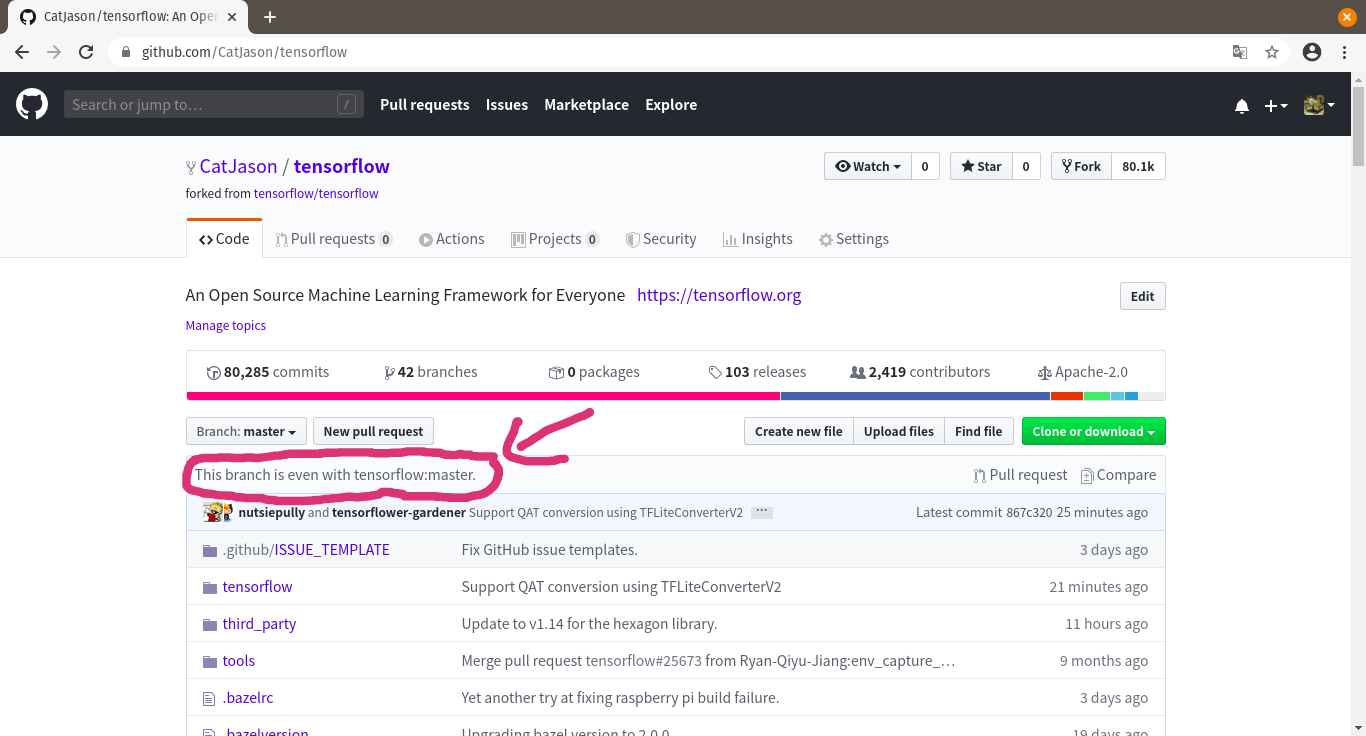 CatJason/tensorflow: An Ope
github.com/CatJason/tensorflow
Search or jump to… / Pull requests Issues Marketplace Explore
CatJason / tensorflow Watch 0 Star 0 Fork 80.1k
forked from tensorflow/tensorflow
Code Pull requests 0 Actions Projects 0 Security Insights Settings
An Open Source Machine Learning Framework for Everyone https://tensorflow.org Edit
Manage topics
80,285 commits 42 branches 0 packages 103 releases 2,419 contributors Apache-2.0
Branch: master New pull request Create new file Upload files Find file Clone or download
This branch is even with tensorflow:master. Pull request Compare
nutsiepully and tensorflower-gardener Support QAT conversion using TFLiteConverterV2 … Latest commit 867c320 25 minutes ago
.github/ISSUE_TEMPLATE Fix GitHub issue templates. 3 days ago
tensorflow Support QAT conversion using TFLiteConverterV2 21 minutes ago
third_party Update to v1.14 for the hexagon library. 11 hours ago
tools Merge pull request tensorflow#25673 from Ryan-Qiyu-Jiang:env_capture_… 9 months ago
.bazelrc Yet another try at fixing raspberry pi build failure. 3 days ago
.bazelversion Upgrading bazel version to 2.0.0 19 days ago